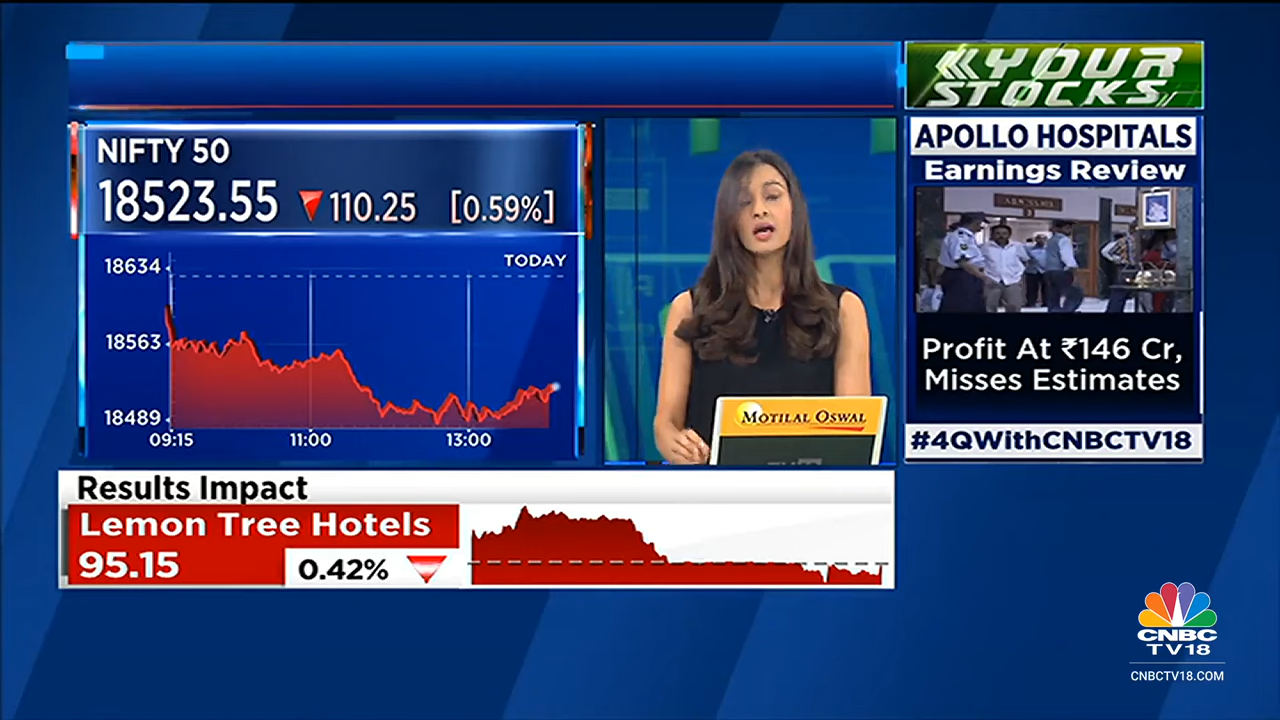 NIFTY 50
18523.55 110.25 [0.59%]
TODAY
18634
18563
18489
09:15 11:00 13:00
MOTILAL OSWAL
YOUR
STOCKS
APOLLO HOSPITALS
Earnings Review
Profit At ₹146 Cr,
Misses Estimates
#4QWithCNBCTV18
Results Impact
Lemon Tree Hotels
95.15
0.42%
CNBC
TV18
CNBCTV18.COM